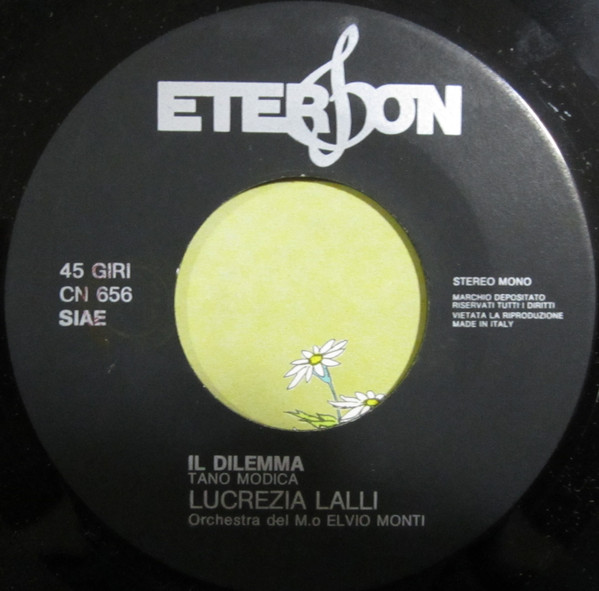 ETERSON
45 GIRI
CN 656
SIAE
STEREO MONO
MARCHIO DEPOSITATO
RISERVATI TUTTI I DIRITTI
VIETATA LA RIPRODUZIONE
MADE IN ITALY
IL DILEMMA
TANO MODICA
LUCREZIA LALLI
Orchestra del M.o ELVIO MONTI